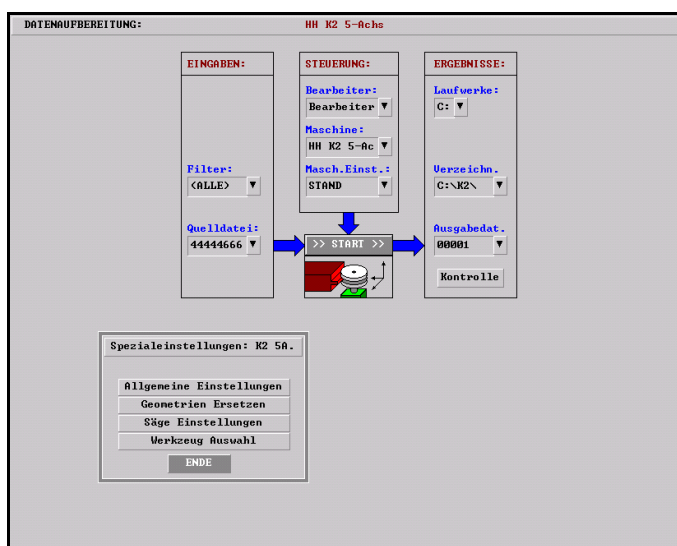 DATENAUFBEREITUNG: HH K2 5-Achs
EINGABEN:
Filter:
<ALLE>
Quelldatei:
44444666
STEUERUNG:
Bearbeiter:
Bearbeiter
Maschine:
HH K2 5-Ac
Masch.Einst.:
STAND
>> START >>
ERGEBNISSE:
Laufwerke:
C:
Verzeichn.
C:\K2\
Ausgabedat.
00001
Kontrolle
Spezialeinstellungen: K2 5A.
Allgemeine Einstellungen
Geometrien Ersetzen
Säge Einstellungen
Werkzeug Auswahl
ENDE